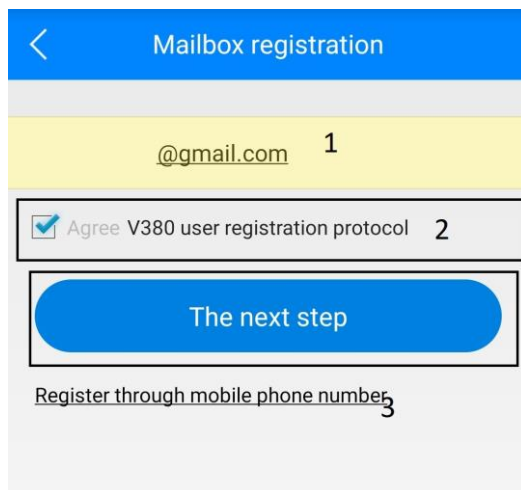 Mailbox registration
@gmail.com 1
Agree V380 user registration protocol 2
The next step
Register through mobile phone number
3